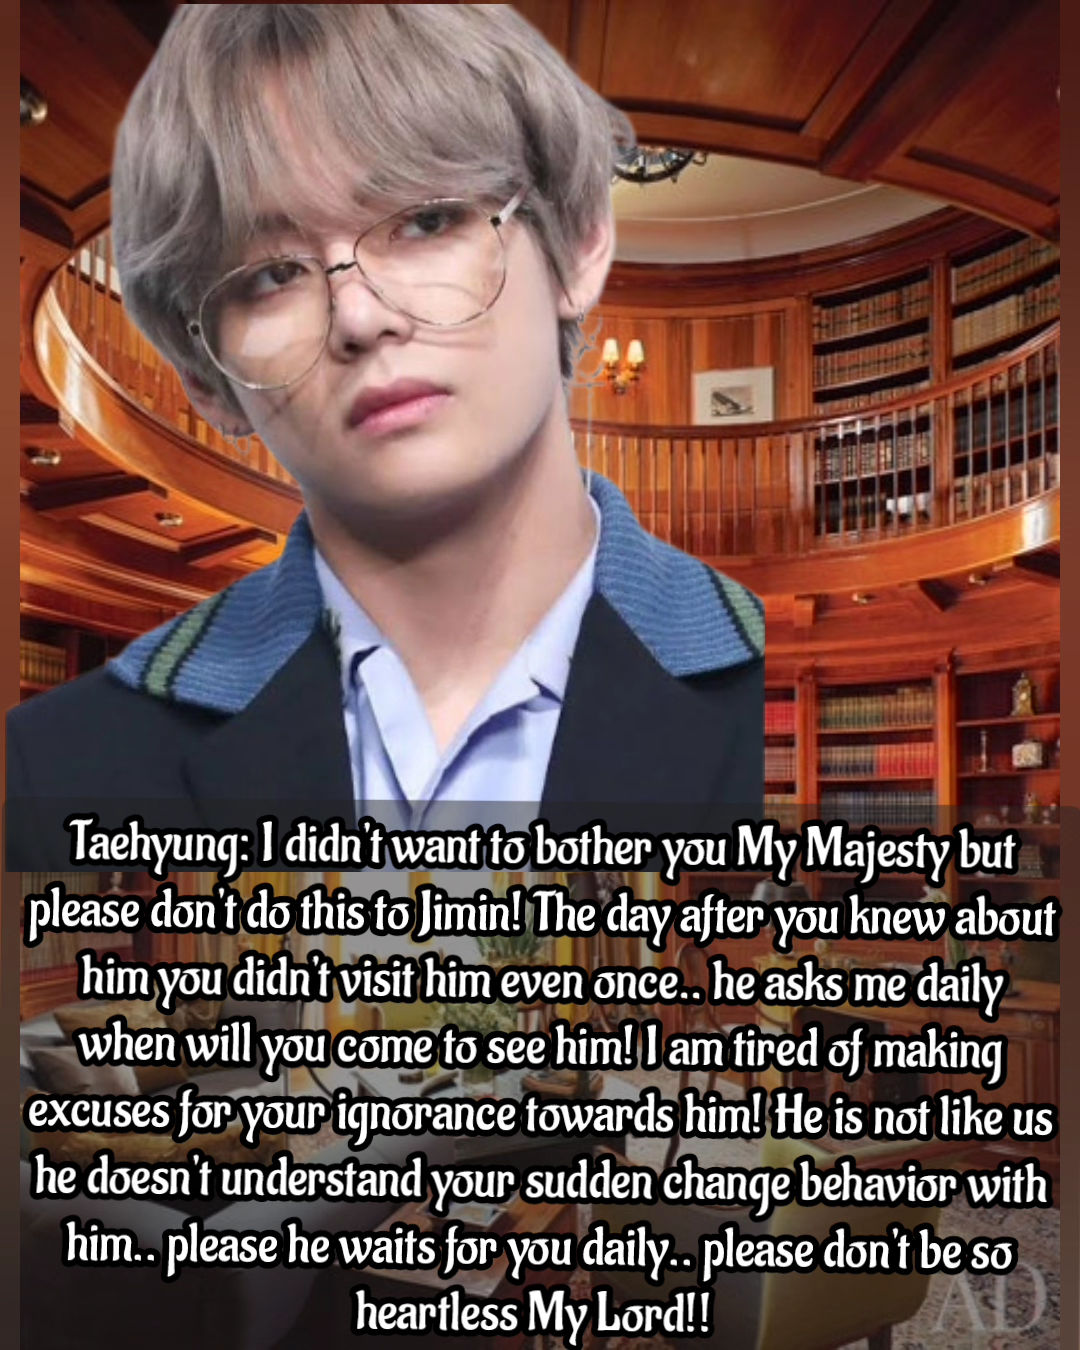 Taehyung: I didn't want to bother you My Majesty but
please don't do this to Jimin! The day after you knew about
him you didn't visit him even once.. he asks me daily
when will you come to see him! I am tired of making
excuses for your ignorance towards him! He is not like us
he doesn't understand your sudden change behavior with
him.. please he waits for you daily.. please don't be so
heartless My Lord!!
AD